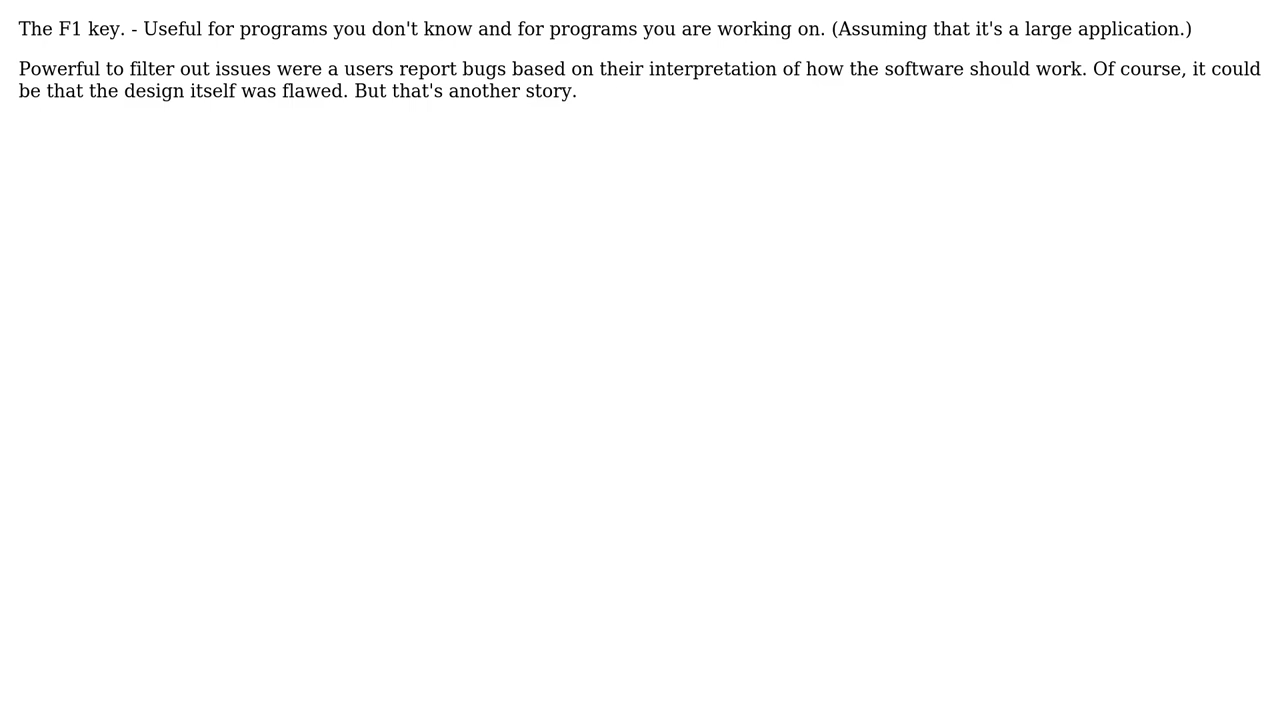 The F1 key. - Useful for programs you don't know and for programs you are working on. (Assuming that it's a large application.)
Powerful to filter out issues were a users report bugs based on their interpretation of how the software should work. Of course, it could
be that the design itself was flawed. But that's another story.